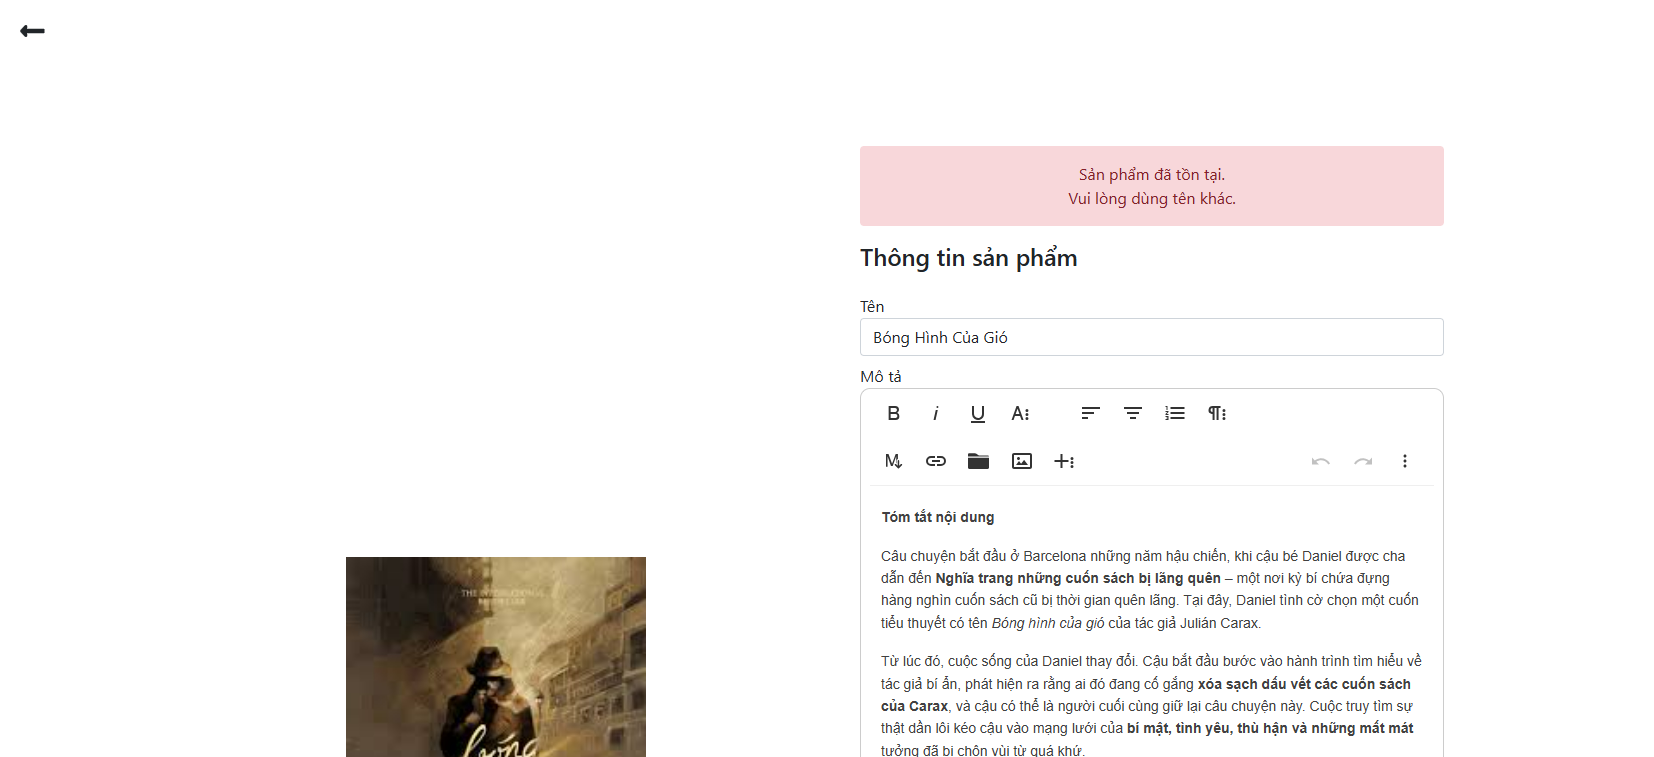 Sản phẩm đã tồn tại.
Vui lòng dùng tên khác.
Thông tin sản phẩm
Tên
Bóng Hình Của Gió
Mô tả
Tóm tắt nội dung
Câu chuyện bắt đầu ở Barcelona những năm hậu chiến, khi cậu bé Daniel được cha
dẫn đến Nghĩa trang những cuốn sách bị lãng quên – một nơi kỳ bí chứa đựng
hàng nghìn cuốn sách cũ bị thời gian quên lãng. Tại đây, Daniel tình cờ chọn một cuốn
tiểu thuyết có tên Bóng hình của gió của tác giả Julián Carax.
Từ lúc đó, cuộc sống của Daniel thay đổi. Cậu bắt đầu bước vào hành trình tìm hiểu về
tác giả bí ẩn, phát hiện ra rằng ai đó đang cố gắng xóa sạch dấu vết các cuốn sách
của Carax, và cậu có thể là người cuối cùng giữ lại câu chuyện này. Cuộc truy tìm sự
thật dần lôi kéo cậu vào mạng lưới của bí mật, tình yêu, thù hận và những mất mát
tưởng đã bị chôn vùi từ quá khứ.
THE INTERNATIONAL
BESTSELLER
bóng